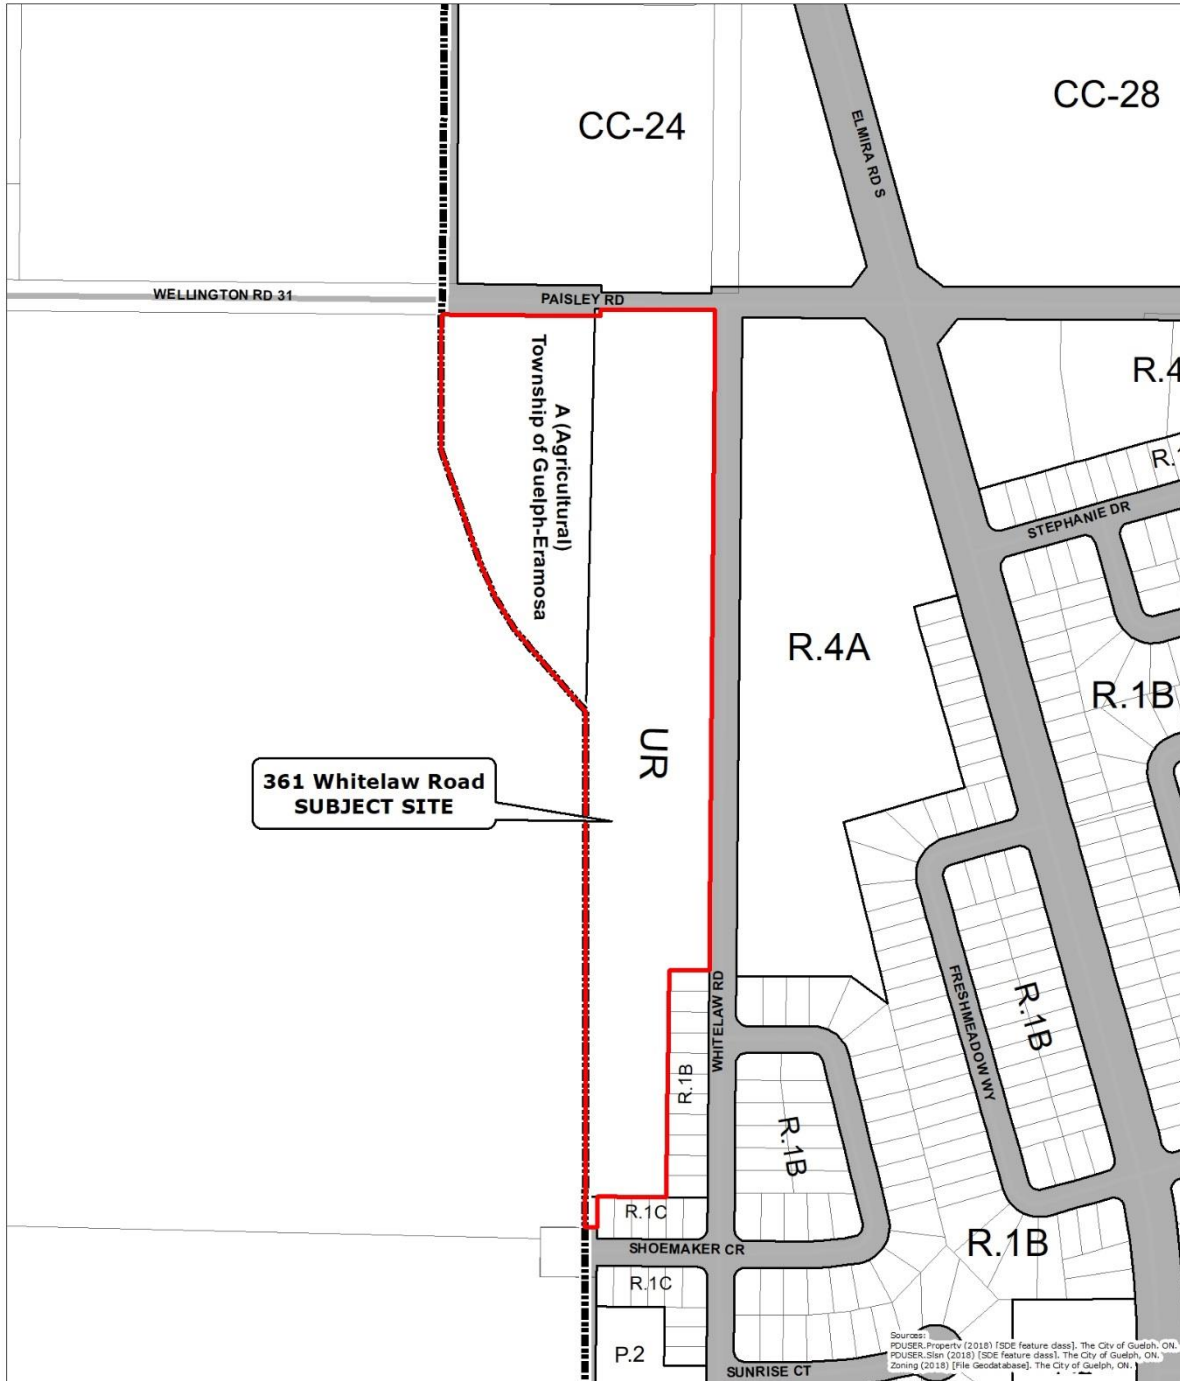 CC-24
CC-28
ELMIRA RD S
WELLINGTON RD 31
PAISLEY RD
A (Agricultural)
Township of Guelph-Eramosa
R.4
R.1
STEPHANIE DR
R.4A
R.1B
UR
361 Whitelaw Road
SUBJECT SITE
WHITELAW RD
FRESHMEADOW WY
R.1B
R.1B
R.1B
R.1C
SHOEMAKER CR
R.1B
R.1C
P.2
SUNRISE CT
Sources:
PDUSER.Property (2018) [SDE feature class]. The City of Guelph, ON.
PDUSER.Slsn (2018) [SDE feature class]. The City of Guelph, ON.
Zoning (2018) [File Geodatabase]. The City of Guelph, ON.